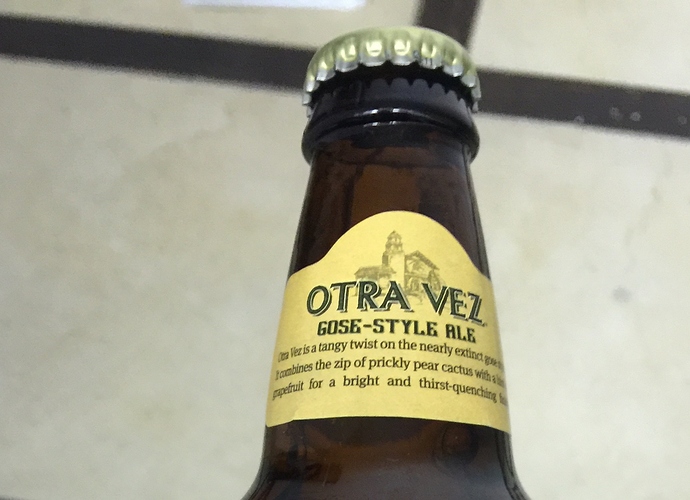 OTRA VEZ
GOSE-STYLE ALE
Otra Vez is a tangy twist on the nearly extinct gose
It combines the zip of prickly pear cactus with a
grapefruit for a bright and thirst-quenching